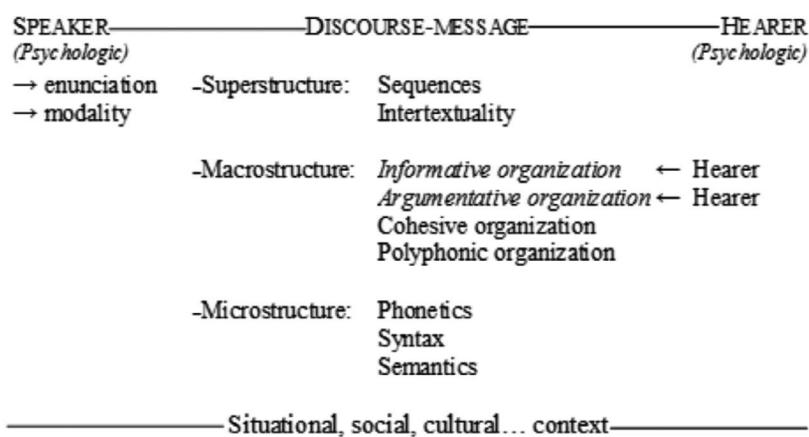 SPEAKER DISCOURSE-MESSAGE HEARER
(Psychologic) (Psychologic)
→ enunciation -Superstructure: Sequences
→ modality Intertextuality
-Macrostructure: Informative organization ← Hearer
Argumentative organization ← Hearer
Cohesive organization
Polyphonic organization
-Microstructure: Phonetics
Syntax
Semantics
Situational, social, cultural… context